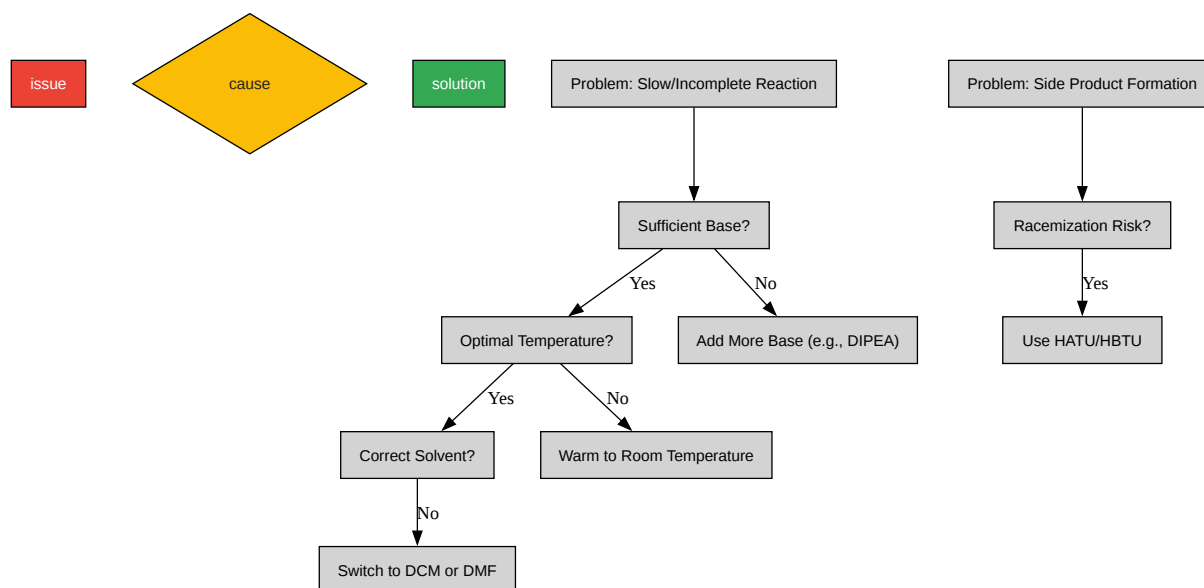 issue
cause
solution
Problem: Slow/Incomplete Reaction
Problem: Side Product Formation
Sufficient Base?
Racemization Risk?
Yes
No
Yes
Optimal Temperature?
Add More Base (e.g., DIPEA)
Use HATU/HBTU
Yes
No
Correct Solvent?
Warm to Room Temperature
No
Switch to DCM or DMF